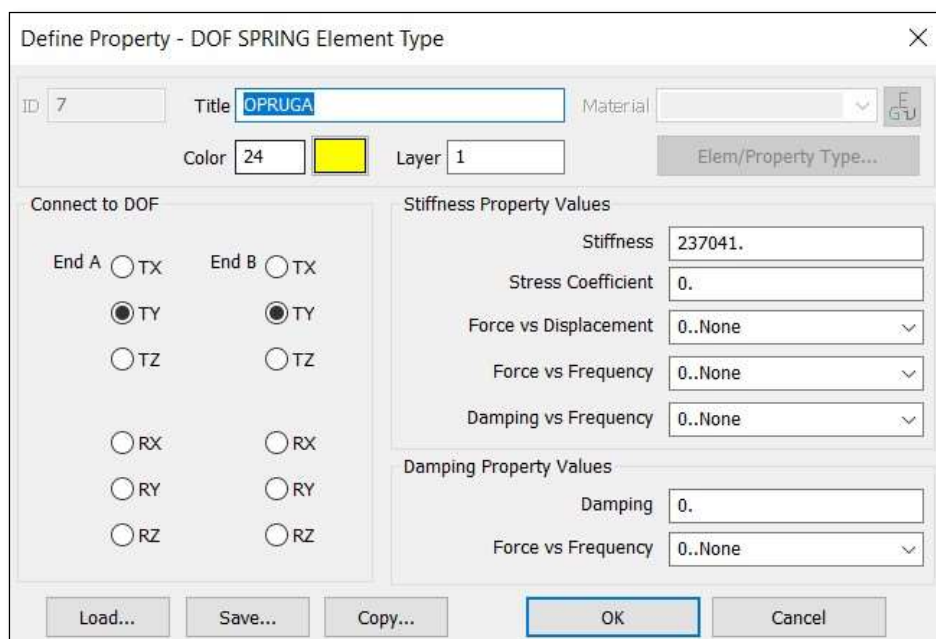 Define Property - DOF SPRING Element Type
ID 7 Title OPRUGA Material
Color 24 Layer 1 Elem/Property Type...
Connect to DOF
End A TX End B TX
TY TY
TZ TZ
RX RX
RY RY
RZ RZ
Stiffness Property Values
Stiffness 237041.
Stress Coefficient 0.
Force vs Displacement 0..None
Force vs Frequency 0..None
Damping vs Frequency 0..None
Damping Property Values
Damping 0.
Force vs Frequency 0..None
Load... Save... Copy... OK Cancel